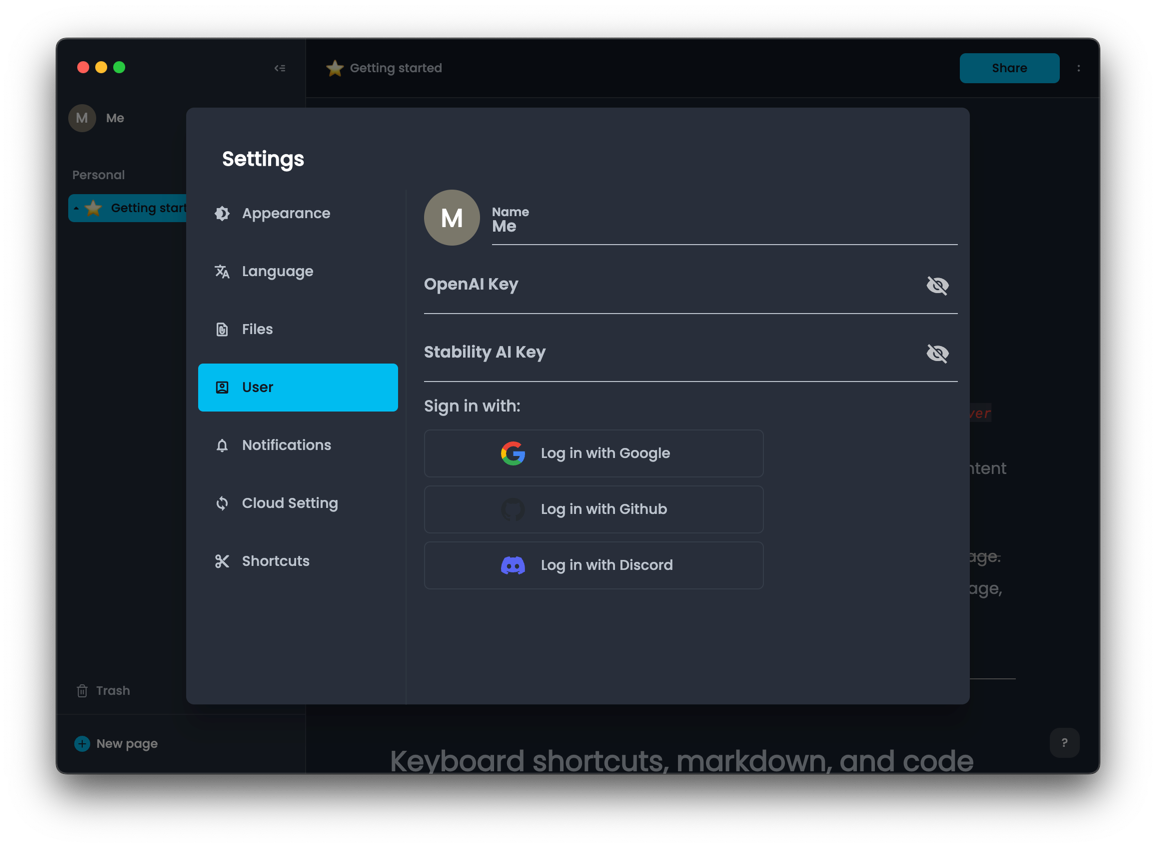 Getting started
Share
M
Me
Personal
Getting start
Settings
Appearance
Language
Files
User
Notifications
Cloud Setting
Shortcuts
M
Name
Me
OpenAI Key
Stability AI Key
Sign in with:
Log in with Google
Log in with Github
Log in with Discord
ver
ntent
age.
age,
Trash
New page
?
Keyboard shortcuts, markdown, and code